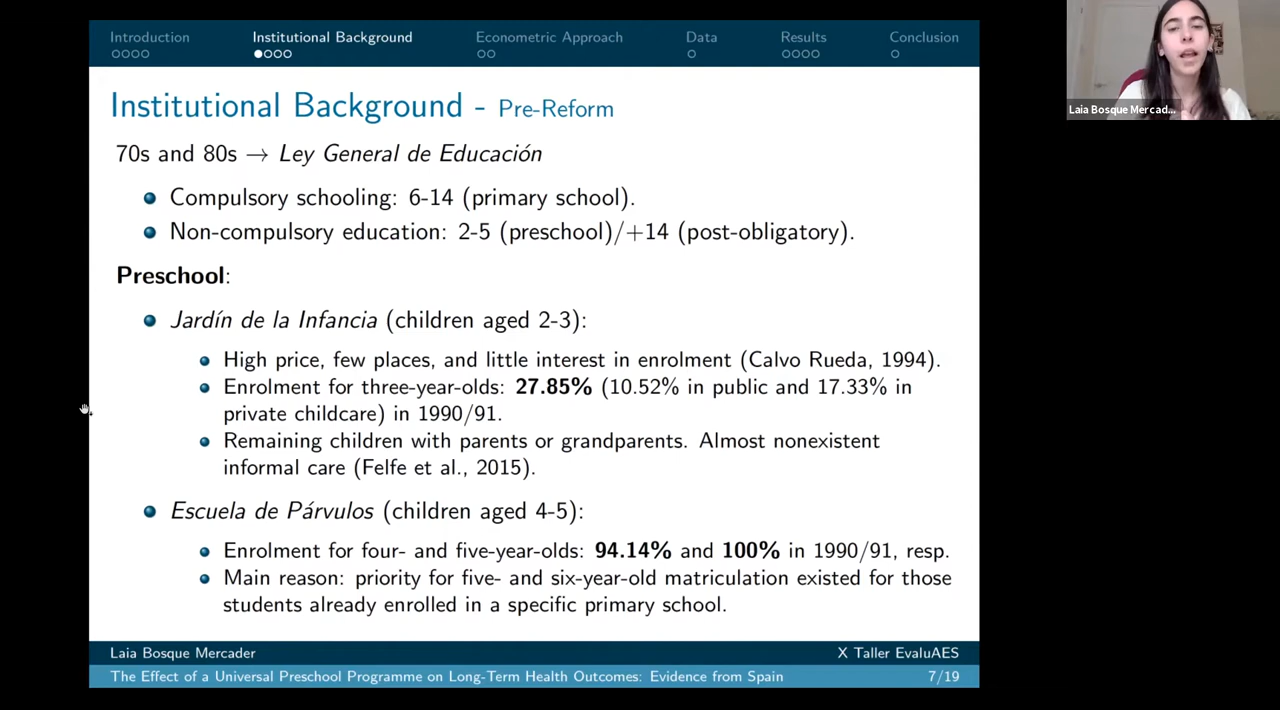 Introduction
Institutional Background
Econometric Approach
Data
Results
Conclusion
Institutional Background - Pre-Reform
70s and 80s → Ley General de Educación
Compulsory schooling: 6-14 (primary school).
Non-compulsory education: 2-5 (preschool)/+14 (post-obligatory).
Preschool:
Jardín de la Infancia (children aged 2-3):
High price, few places, and little interest in enrolment (Calvo Rueda, 1994).
Enrolment for three-year-olds: 27.85% (10.52% in public and 17.33% in
private childcare) in 1990/91.
Remaining children with parents or grandparents. Almost nonexistent
informal care (Felfe et al., 2015).
Escuela de Párvulos (children aged 4-5):
Enrolment for four- and five-year-olds: 94.14% and 100% in 1990/91, resp.
Main reason: priority for five- and six-year-old matriculation existed for those
students already enrolled in a specific primary school.
Laia Bosque Mercader
X Taller EvaluAES
The Effect of a Universal Preschool Programme on Long-Term Health Outcomes: Evidence from Spain
7/19
Laia Bosque Mercad...